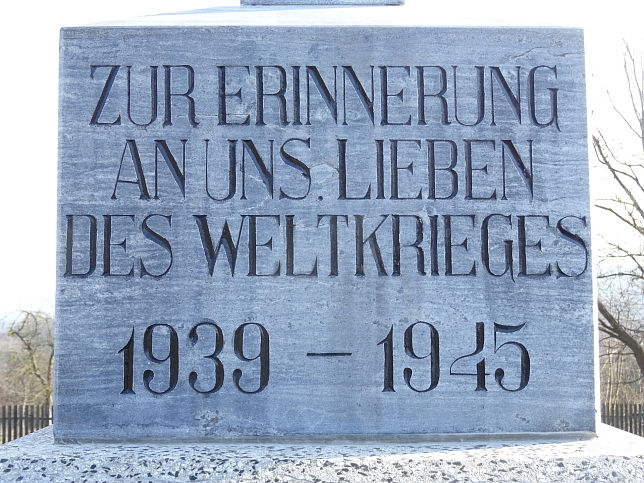 ZUR ERINNERUNG
AN UNS. LIEBEN
DES WELTKRIEGES
1939 – 1945